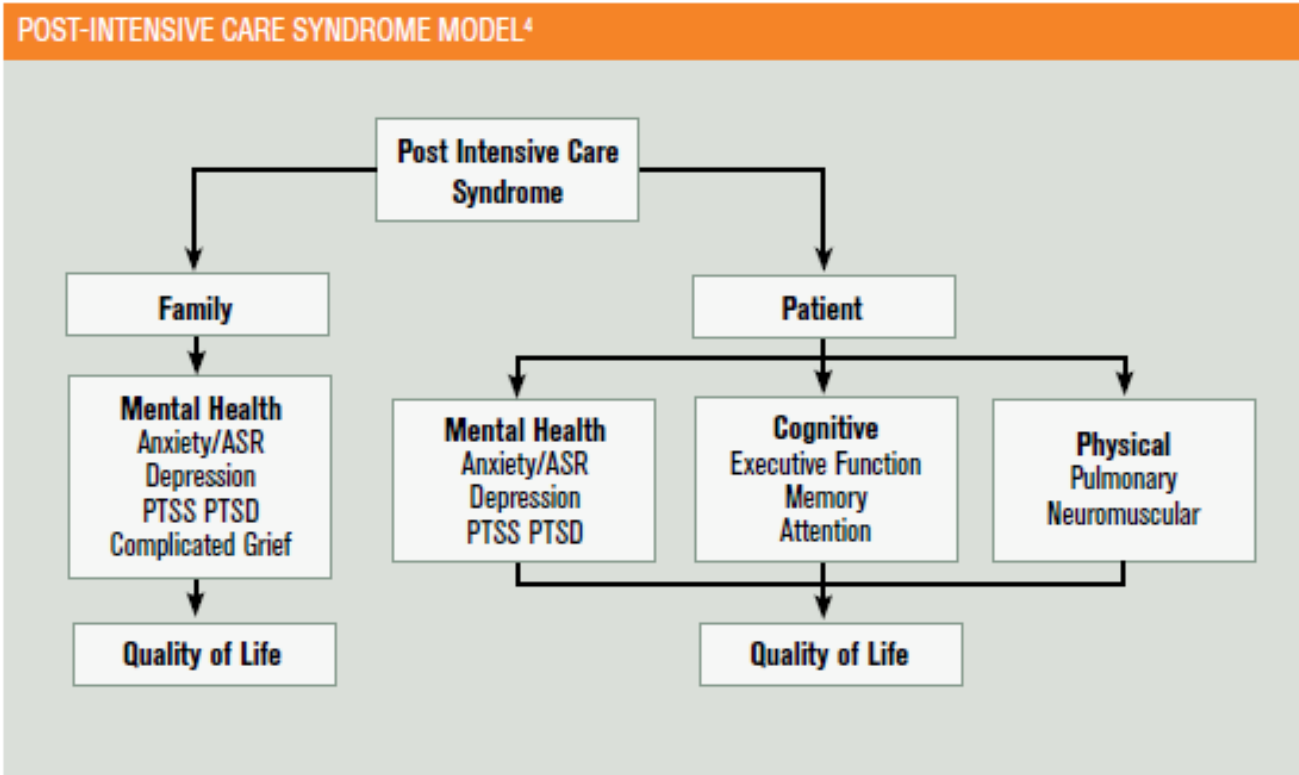 POST-INTENSIVE CARE SYNDROME MODEL⁴
Post Intensive Care
Syndrome
Family
Patient
Mental Health
Anxiety/ASR
Depression
PTSS PTSD
Complicated Grief
Mental Health
Anxiety/ASR
Depression
PTSS PTSD
Cognitive
Executive Function
Memory
Attention
Physical
Pulmonary
Neuromuscular
Quality of Life
Quality of Life